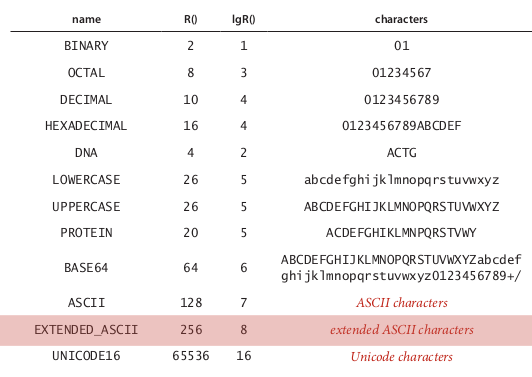 name R() lgR() characters
BINARY 2 1 01
OCTAL 8 3 01234567
DECIMAL 10 4 0123456789
HEXADECIMAL 16 4 0123456789ABCDEF
DNA 4 2 ACTG
LOWERCASE 26 5 abcdefghijklmnopqrstuvwxyz
UPPERCASE 26 5 ABCDEFGHIJKLMNOPQRSTUVWXYZ
PROTEIN 20 5 ACDEFGHIKLMNPQRSTVWY
BASE64 64 6 ABCDEFGHIJKLMNOPQRSTUVWXYZabcdef
ghijklmnopqrstuvwxyz0123456789+/
ASCII 128 7 ASCII characters
EXTENDED_ASCII 256 8 extended ASCII characters
UNICODE16 65536 16 Unicode characters